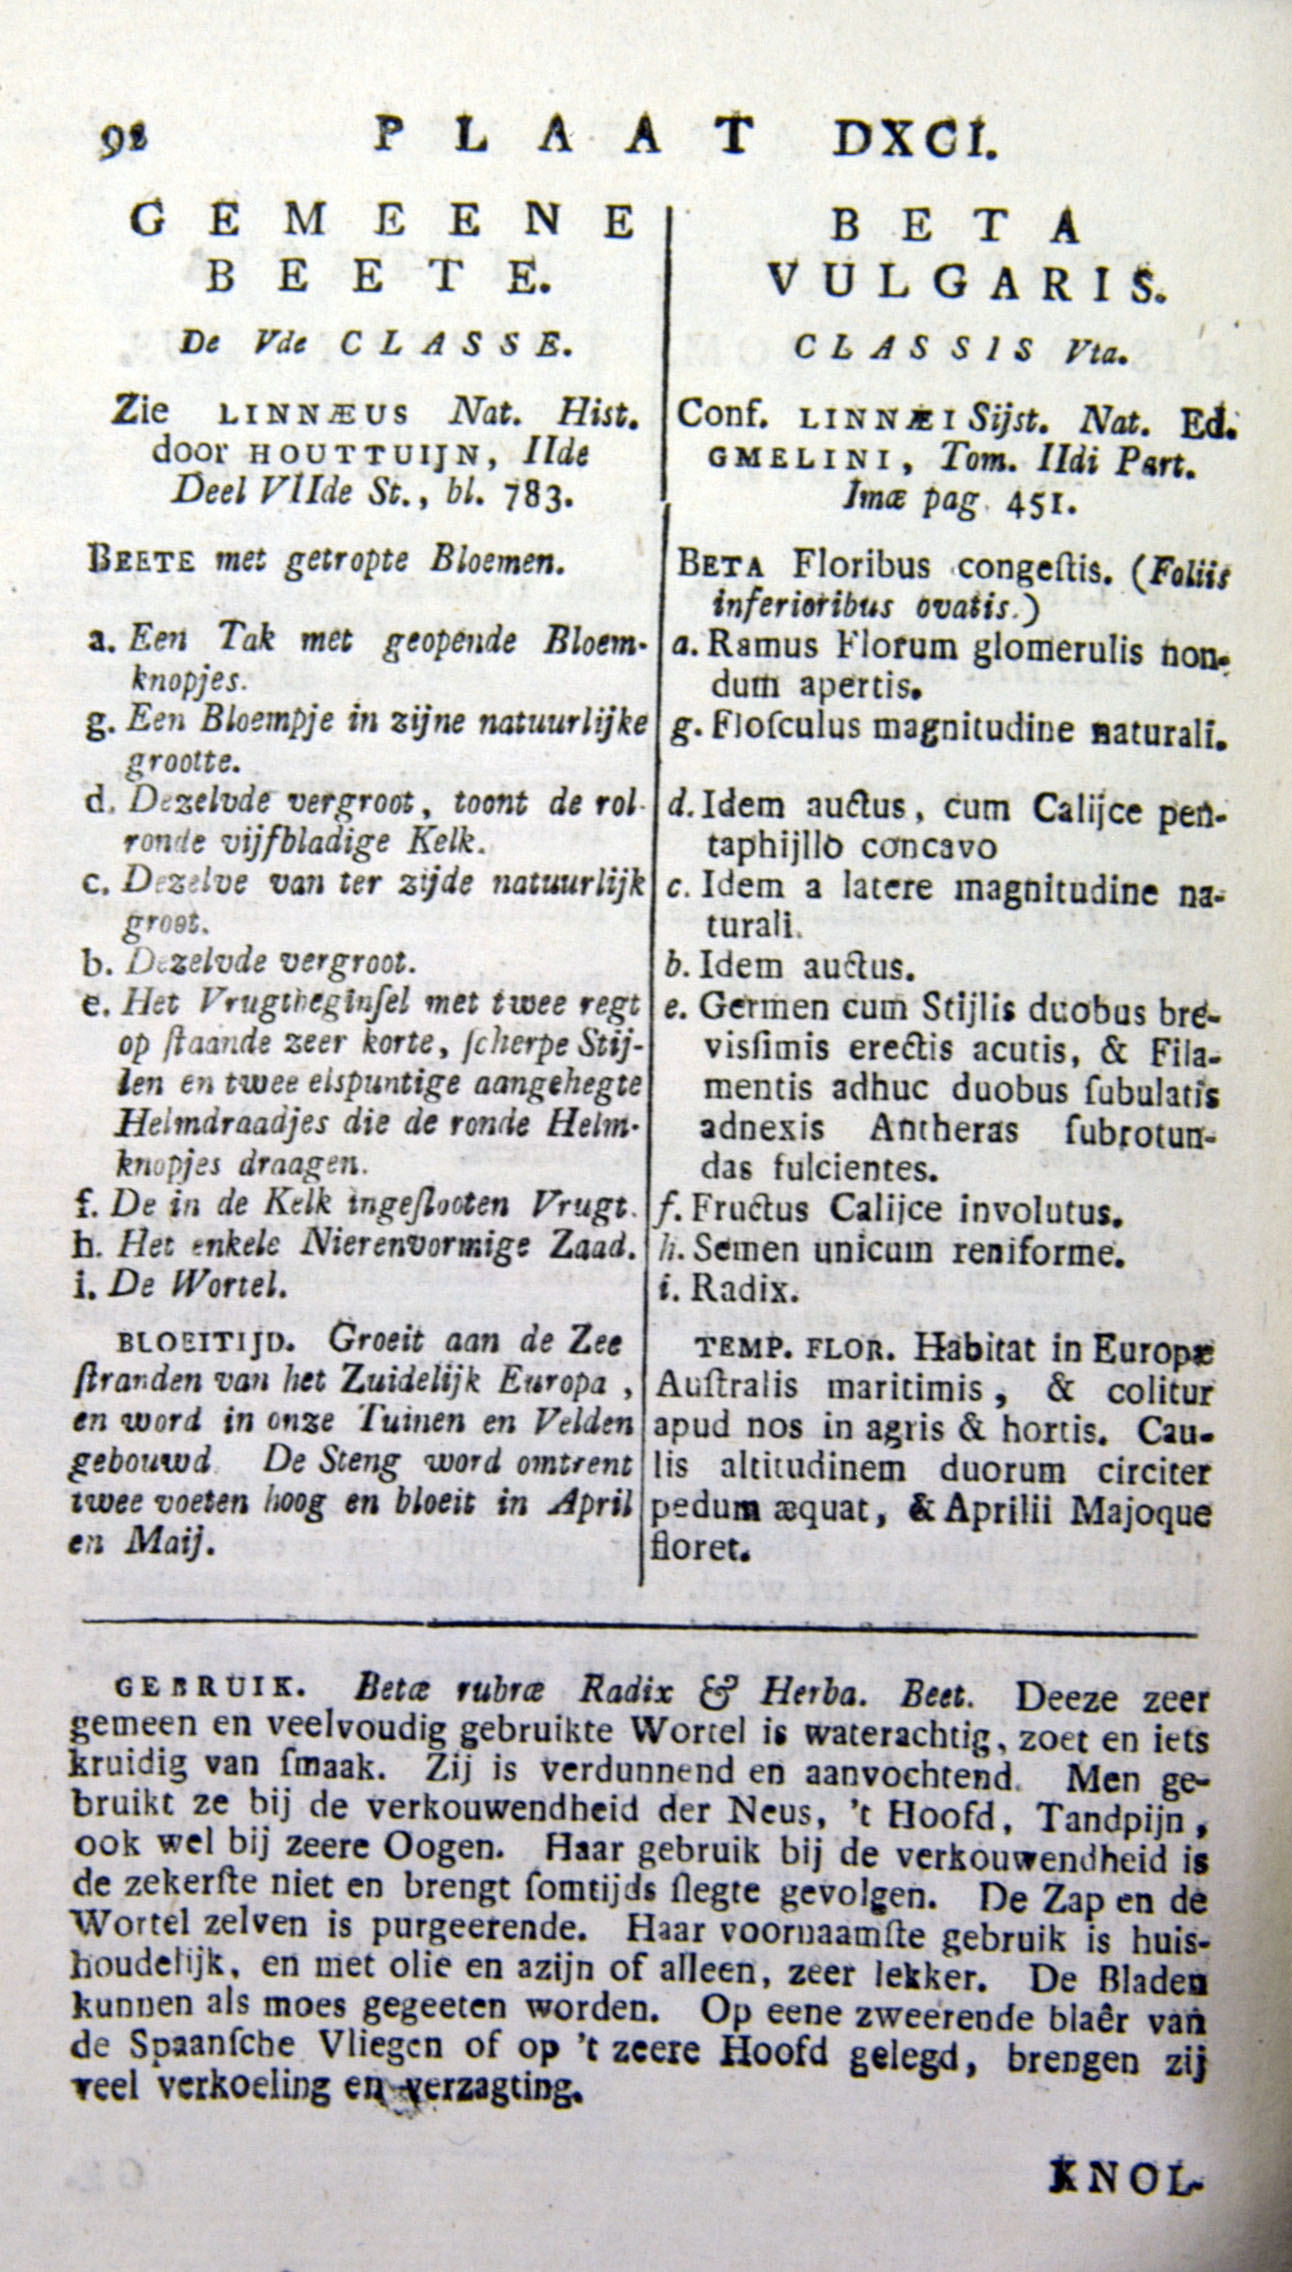 92 PLAAT DXCI.
GEMEENE
BEETE.
De Vde CLASSE.
Zie LINNÆUS Nat. Hist.
door HOUTTUIJN, IIde
Deel VIIde St., bl. 783.
BEETE met getropte Bloemen.
a. Een Tak met geopende Bloem-
knopjes.
g. Een Bloempje in zijne natuurlijke
grootte.
d. Dezelvde vergroot, toont de rol-
ronde vijfbladige Kelk.
c. Dezelve van ter zijde natuurlijk
groot.
b. Dezelvde vergroot.
e. Het Vrugtbeginſel met twee regt
op ſtaande zeer korte, ſcherpe Stij-
len en twee elspuntige aangehegte
Helmdraadjes die de ronde Helm-
knopjes draagen.
f. De in de Kelk ingeſlooten Vrugt.
h. Het enkele Nierenvormige Zaad.
i. De Wortel.
BLOEITIJD. Groeit aan de Zee
ſtranden van het Zuidelijk Europa,
en word in onze Tuinen en Velden
gebouwd De Steng word omtrent
twee voeten hoog en bloeit in April
en Maij.
BETA
VULGARIS.
CLASSIS Vta.
Conf. LINNÆI Sijst. Nat. Ed.
GMELINI, Tom. IIdi Part.
Imæ pag. 451.
BETA Floribus congeſtis. (Foliis
inferioribus ovatis.)
a. Ramus Florum glomerulis non-
dum apertis.
g. Floſculus magnitudine naturali.
d. Idem auctus, cum Calijce pen-
taphijllo concavo
c. Idem a latere magnitudine na-
turali.
b. Idem auctus.
e. Germen cum Stijlis duobus bre-
viſſimis erectis acutis, & Fila-
mentis adhuc duobus ſubulatis
adnexis Antheras ſubrotun-
das fulcientes.
f. Fructus Calijce involutus.
h. Semen unicum reniforme.
i. Radix.
TEMP. FLOR. Habitat in Europæ
Auſtralis maritimis, & colitur
apud nos in agris & hortis. Cau-
lis altitudinem duorum circiter
pedum æquat, & Aprilii Majoque
floret.
GEBRUIK. Betæ rubræ Radix & Herba. Beet. Deeze zeer
gemeen en veelvoudig gebruikte Wortel is waterachtig, zoet en iets
kruidig van ſmaak. Zij is verdunnend en aanvochtend. Men ge-
bruikt ze bij de verkouwendheid der Neus, 't Hoofd, Tandpijn,
ook wel bij zeere Oogen. Haar gebruik bij de verkouwendheid is
de zekerſte niet en brengt ſomtijds ſlegte gevolgen. De Zap en de
Wortel zelven is purgeerende. Haar voornaamſte gebruik is huis-
houdelijk, en met olie en azijn of alleen, zeer lekker. De Bladen
kunnen als moes gegeeten worden. Op eene zweerende blaêr van
de Spaanſche Vliegen of op 't zeere Hoofd gelegd, brengen zij
veel verkoeling en verzagting.
KNOL-